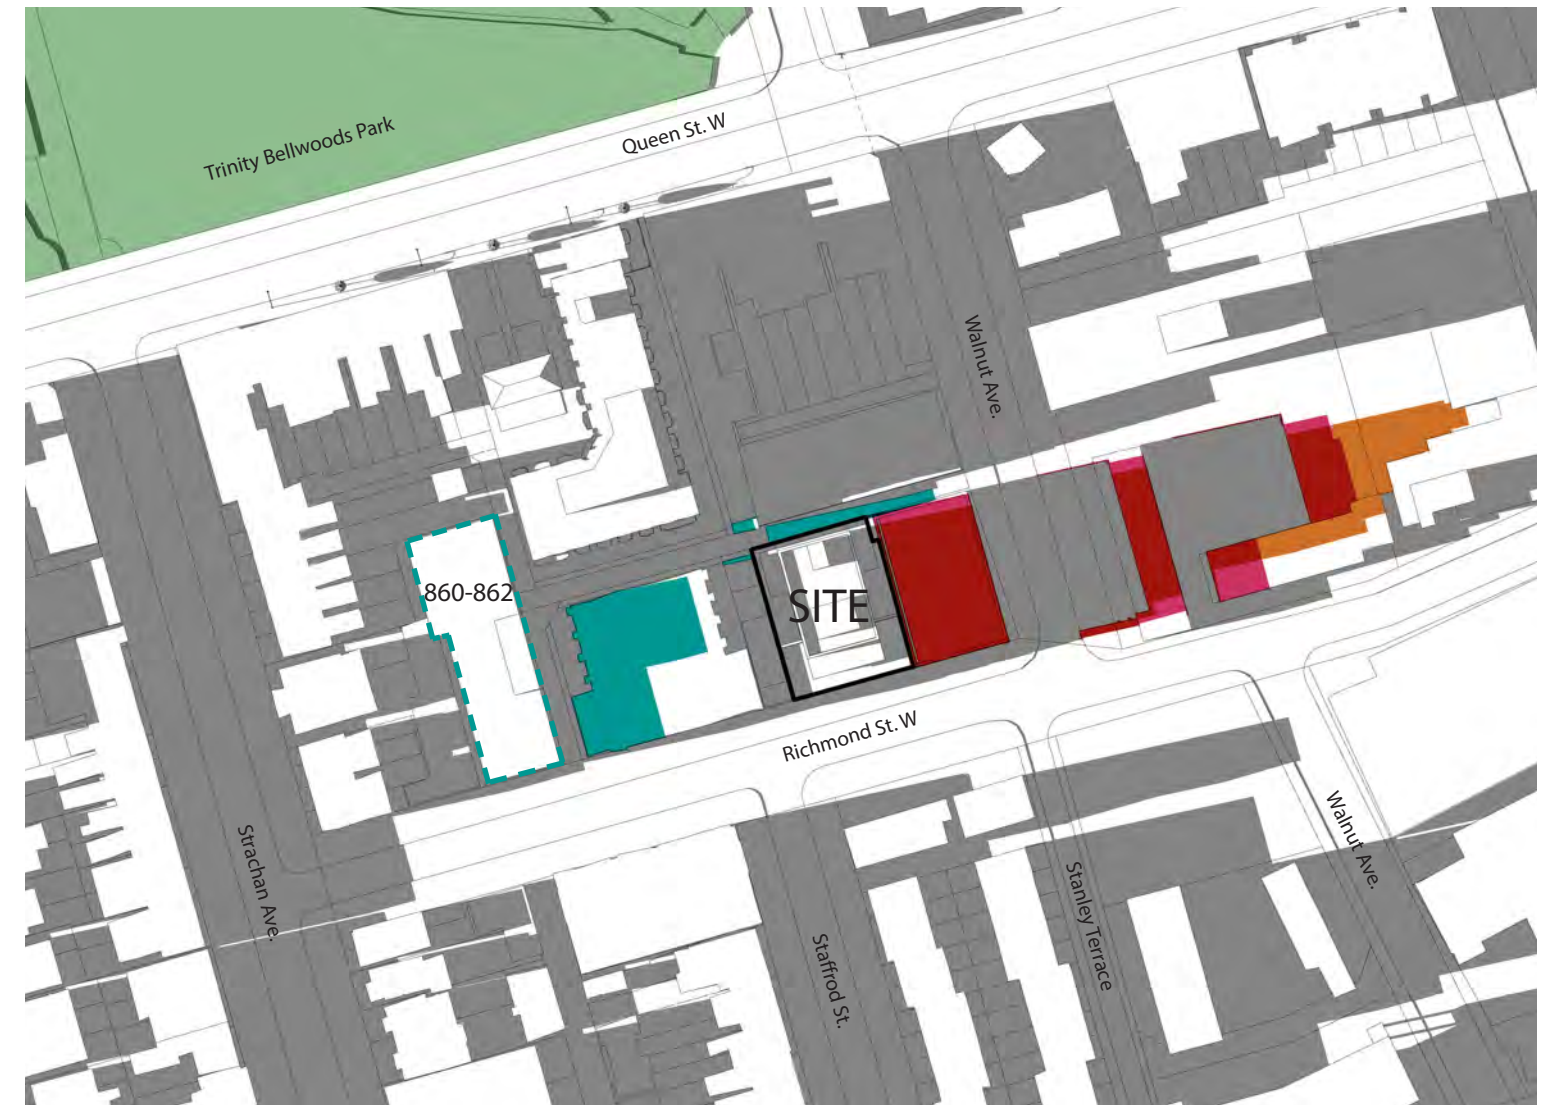 Trinity Bellwoods Park
Queen St. W
Walnut Ave.
860-862
SITE
Richmond St. W
Strachan Ave.
Staffrod St.
Stanley Terrace
Walnut Ave.